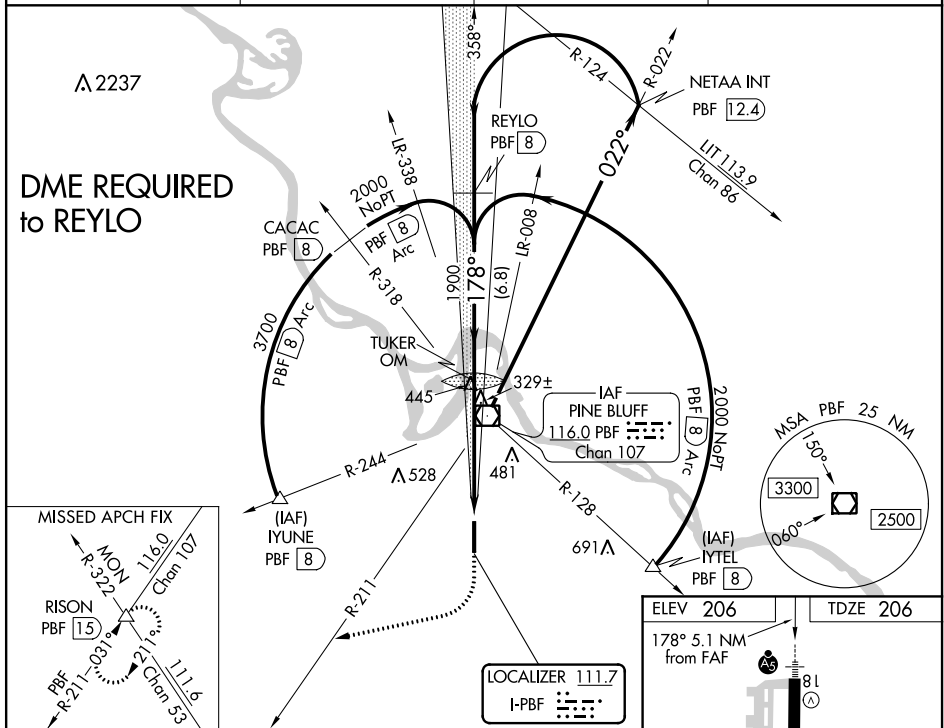 2237
DME REQUIRED
to REYLO
358°
R-124
R-022
NETAA INT
PBF 12.4
REYLO
PBF 8
022°
LIT 113.9
Chan 86
LR-338
2000
NoPT
PBF 8
Arc
CACAC
PBF 8
R-318
LR-008
1900
178°
(6.8)
3700
PBF 8 Arc
TUKER
OM
445
329±
IAF
PINE BLUFF
116.0 PBF
Chan 107
PBF 8 Arc
2000 NoPT
MSA PBF 25 NM
150°
3300
060°
2500
R-244
528
481
R-128
(IAF)
IYUNE
PBF 8
691
(IAF)
IYTEL
PBF 8
R-211
MISSED APCH FIX
MON
R-322
116.0
Chan 107
RISON
PBF 15
031°
211°
PBF
R-211
111.6
Chan 53
LOCALIZER 111.7
I-PBF
ELEV 206
TDZE 206
178° 5.1 NM
from FAF
A5
18
V